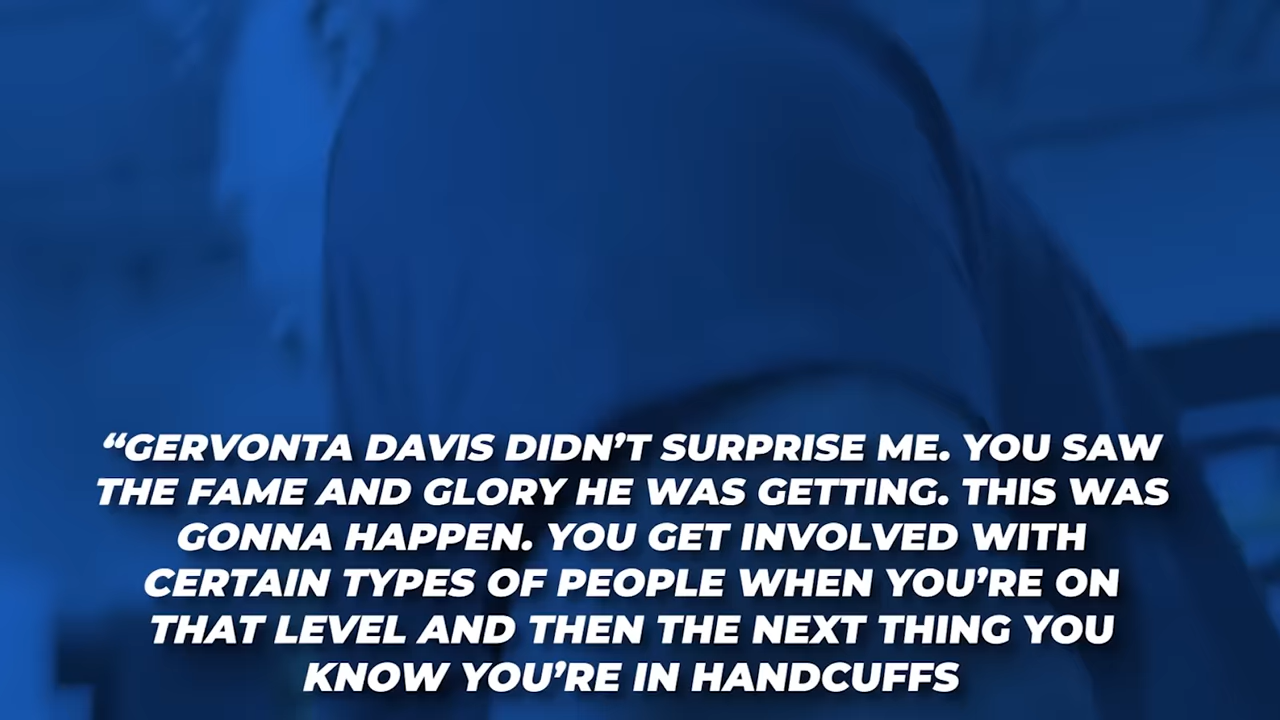 “GERVONTA DAVIS DIDN’T SURPRISE ME. YOU SAW
THE FAME AND GLORY HE WAS GETTING. THIS WAS
GONNA HAPPEN. YOU GET INVOLVED WITH
CERTAIN TYPES OF PEOPLE WHEN YOU’RE ON
THAT LEVEL AND THEN THE NEXT THING YOU
KNOW YOU’RE IN HANDCUFFS